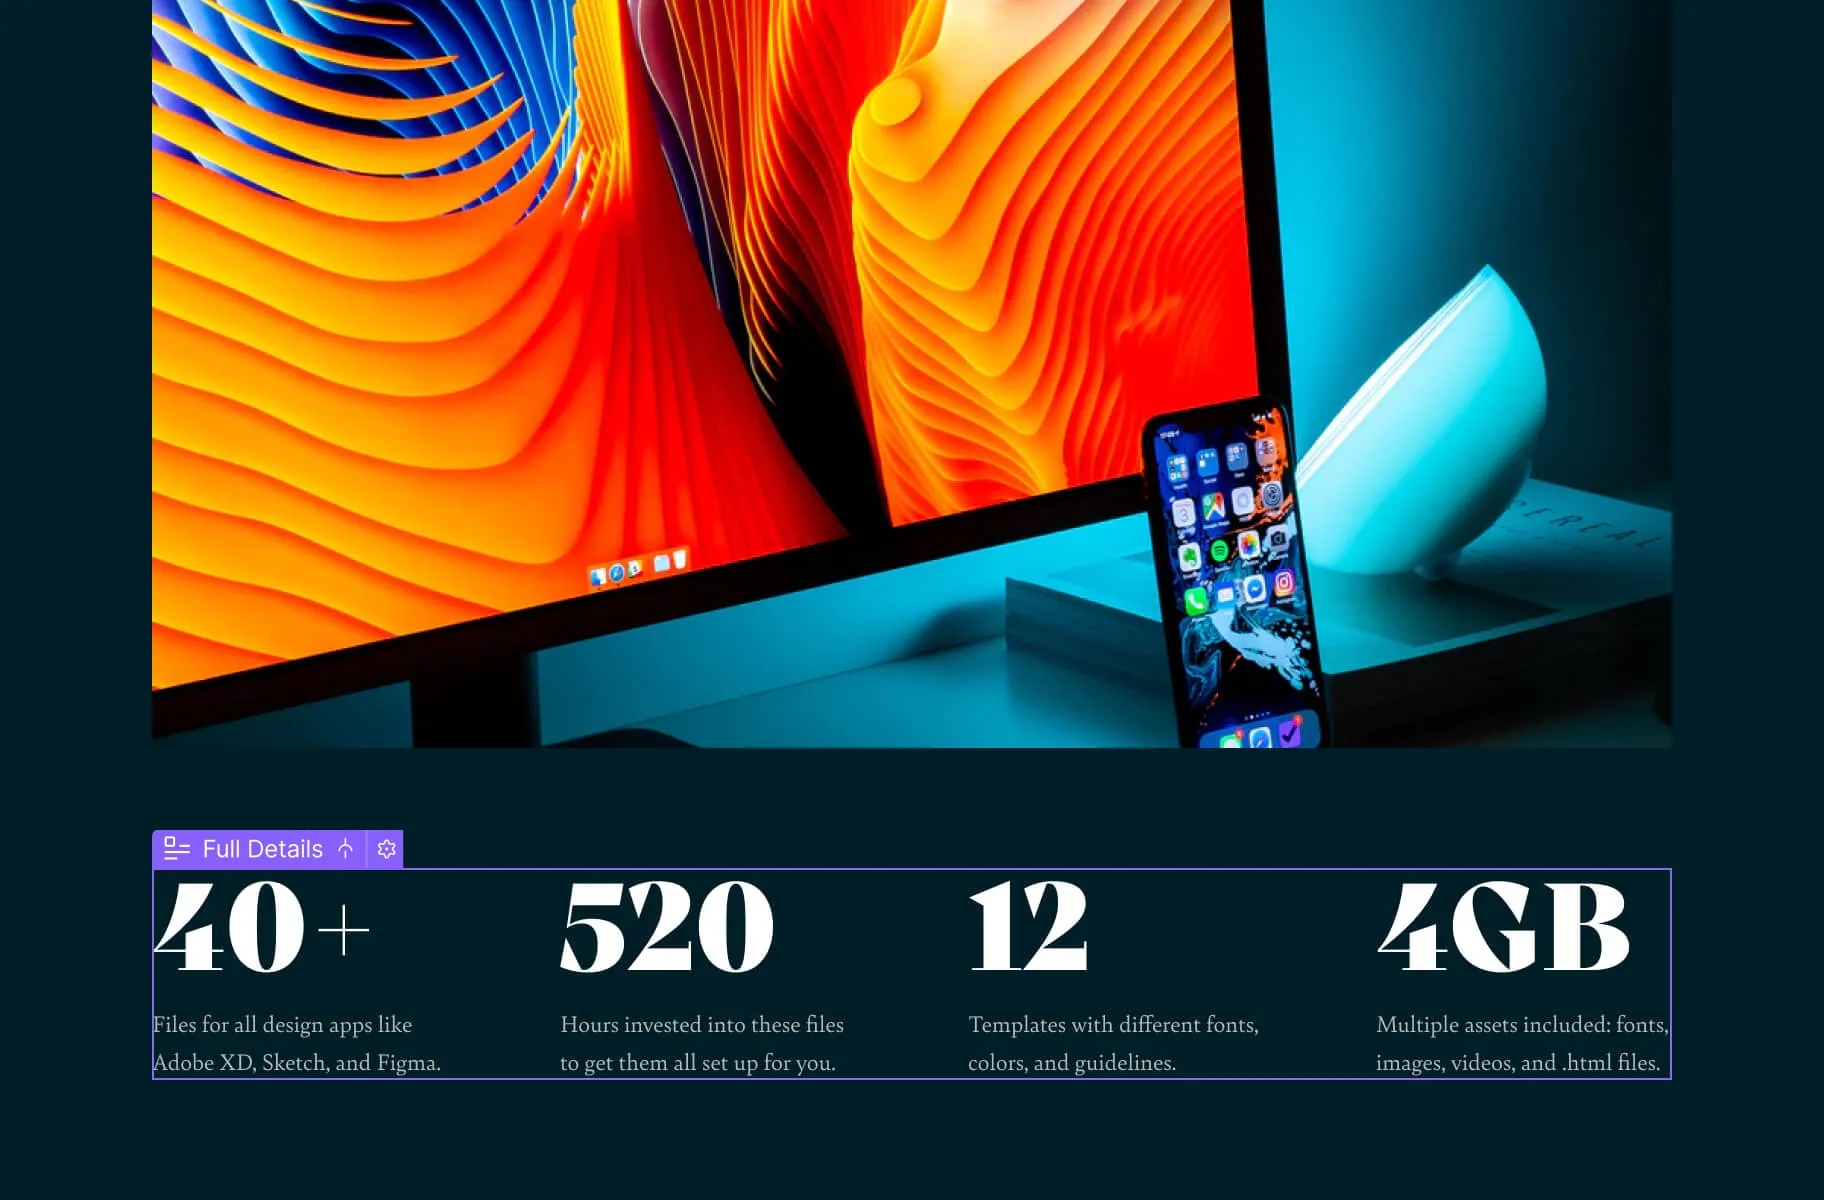 Full Details
40+
520
12
4GB
Files for all design apps like
Adobe XD, Sketch, and Figma.
Hours invested into these files
to get them all set up for you.
Templates with different fonts,
colors, and guidelines.
Multiple assets included: fonts,
images, videos, and .html files.